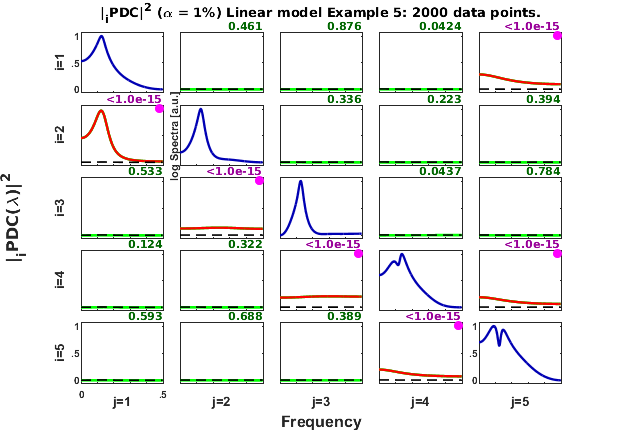 |ᵢPDC|² (α = 1%) Linear model Example 5: 2000 data points.
0.461 0.876 0.0424 <1.0e-15
i=1 1 .5 0
<1.0e-15 0.336 0.223 0.394
i=2 log Spectra [a.u.]
0.533 <1.0e-15 0.0437 0.784
i=3
|ᵢPDC(λ)|²
0.124 0.322 <1.0e-15 <1.0e-15
i=4
0.593 0.688 0.389 <1.0e-15
i=5 1 .5 0
0 .5
j=1 j=2 j=3 j=4 j=5
Frequency